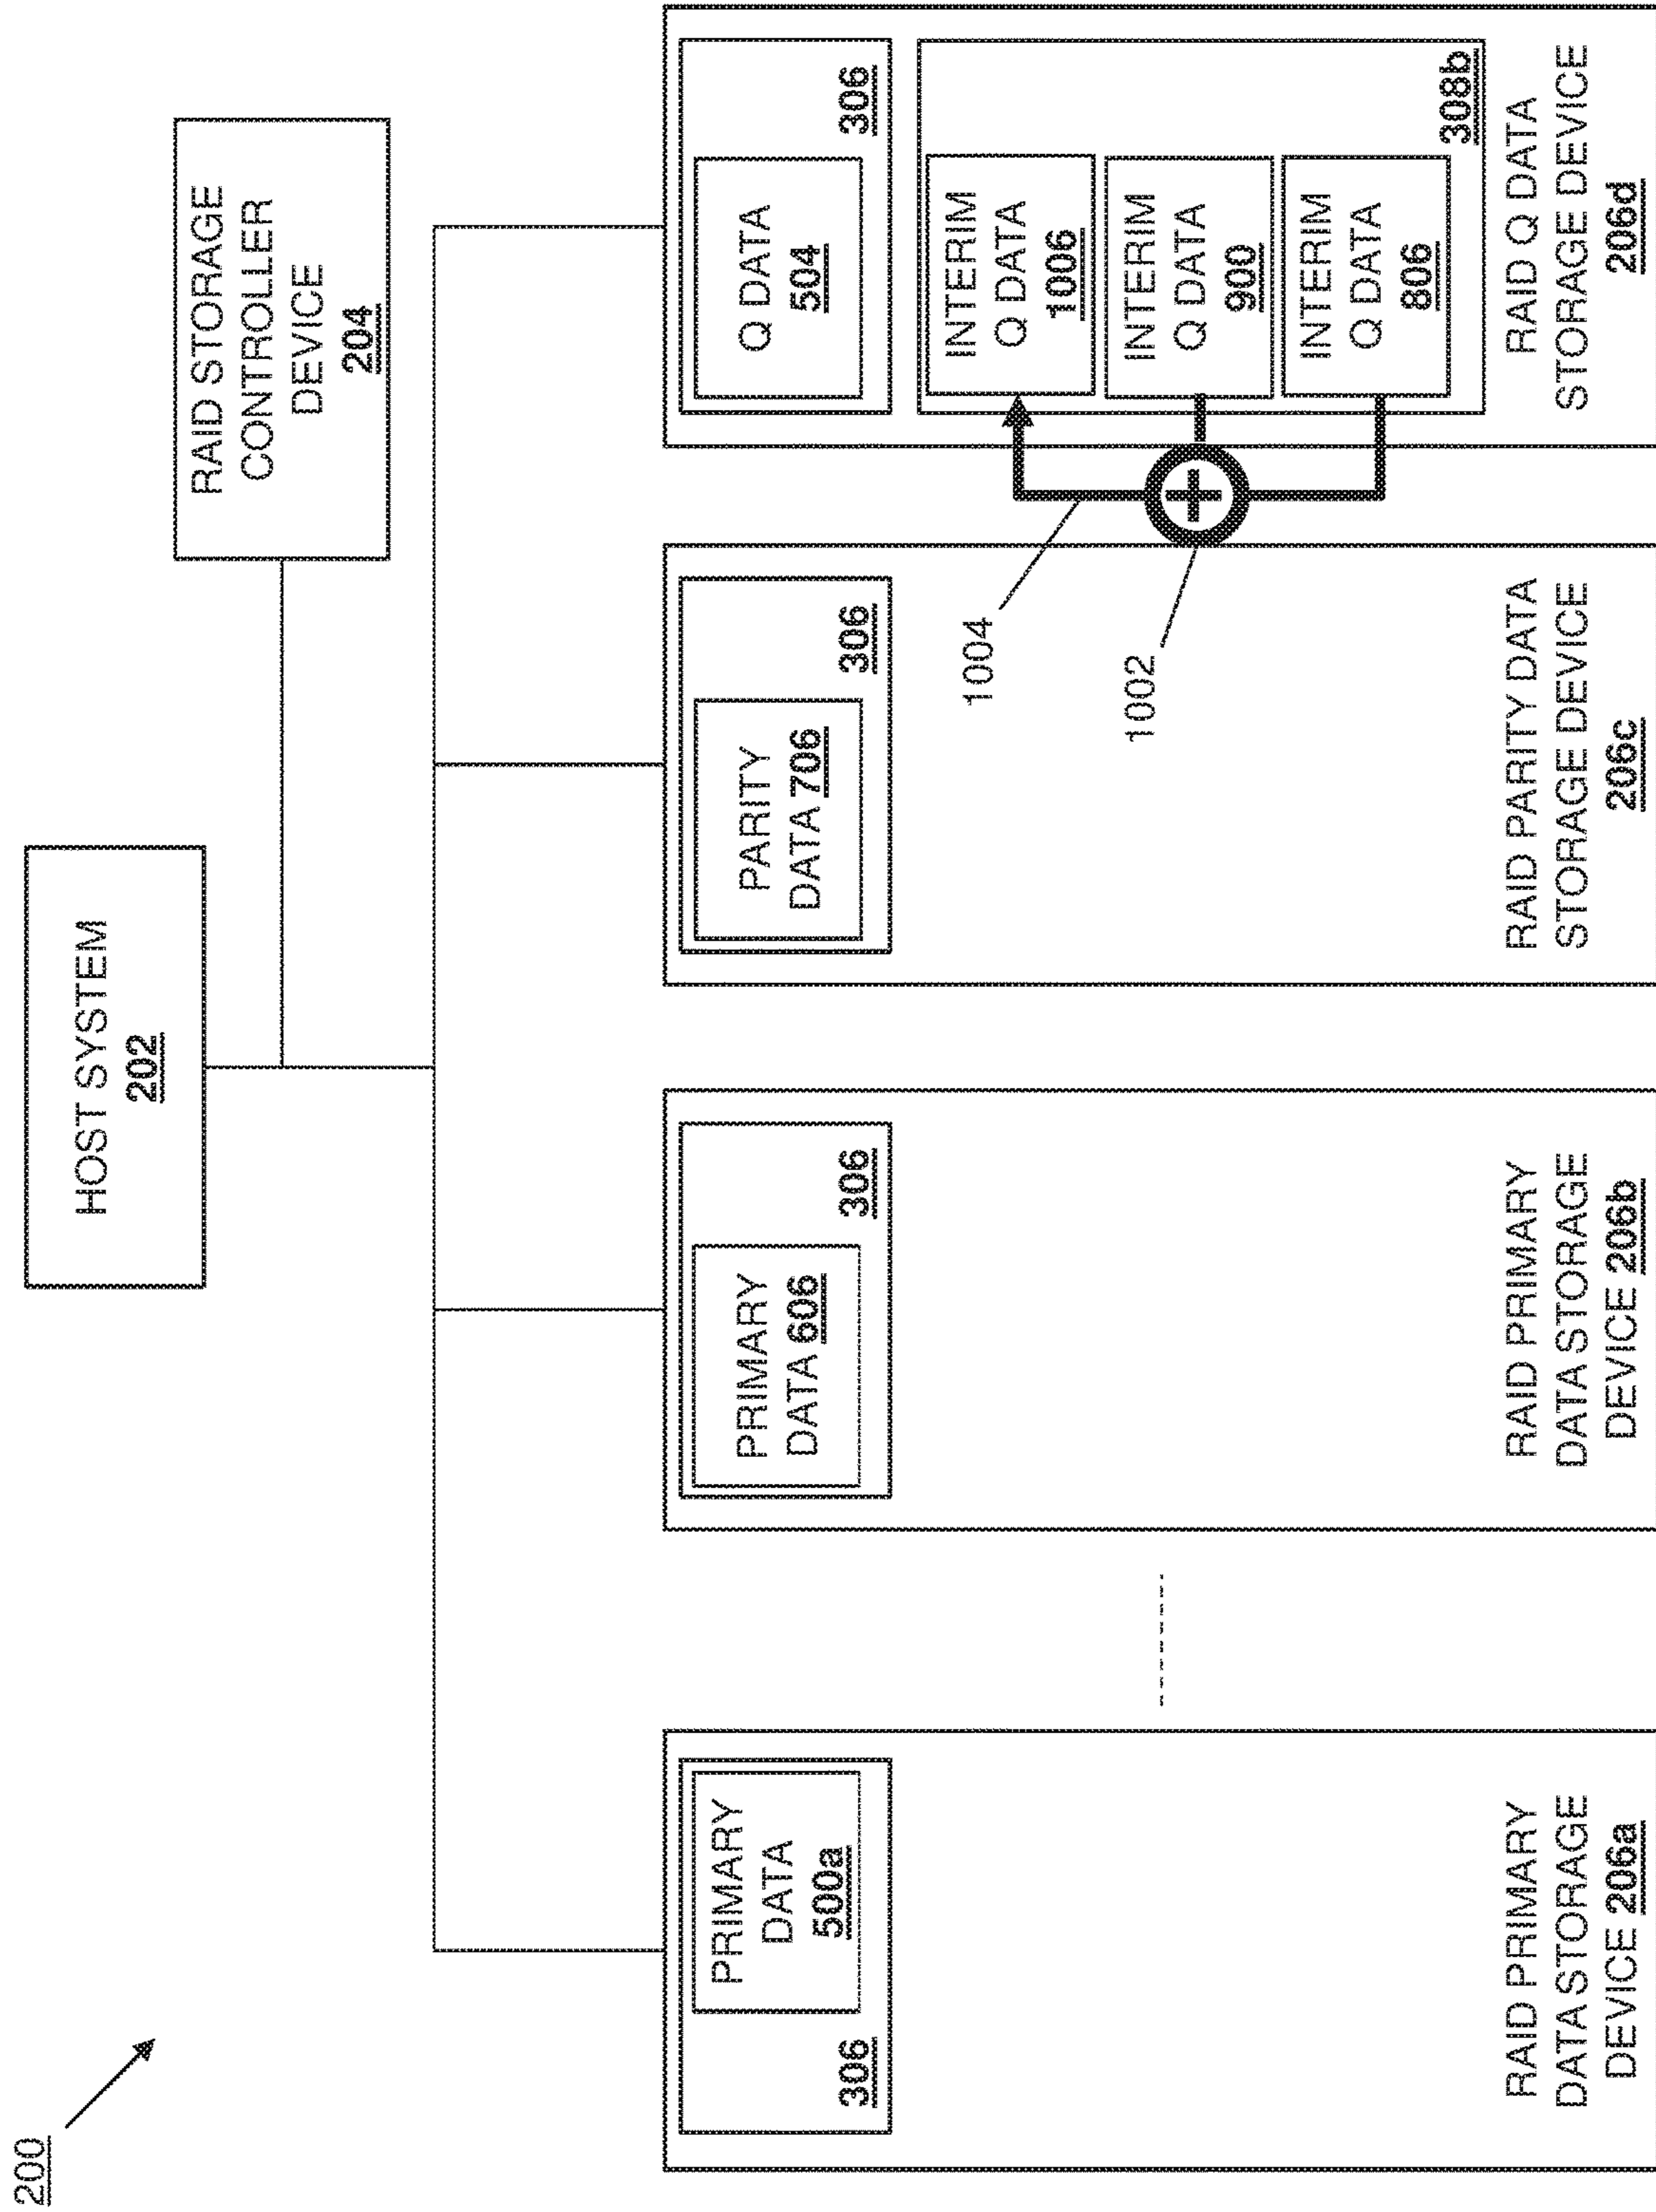 200
HOST SYSTEM
202
RAID STORAGE
CONTROLLER
DEVICE
204
306
PRIMARY
DATA
500a
RAID PRIMARY
DATA STORAGE
DEVICE 206a
PRIMARY
DATA 606
306
RAID PRIMARY
DATA STORAGE
DEVICE 206b
PARITY
DATA 706
306
RAID PARITY DATA
STORAGE DEVICE
206c
1004
1002
Q DATA
504
306
INTERIM
Q DATA
1006
INTERIM
Q DATA
900
INTERIM
Q DATA
806
308b
RAID Q DATA
STORAGE DEVICE
206d